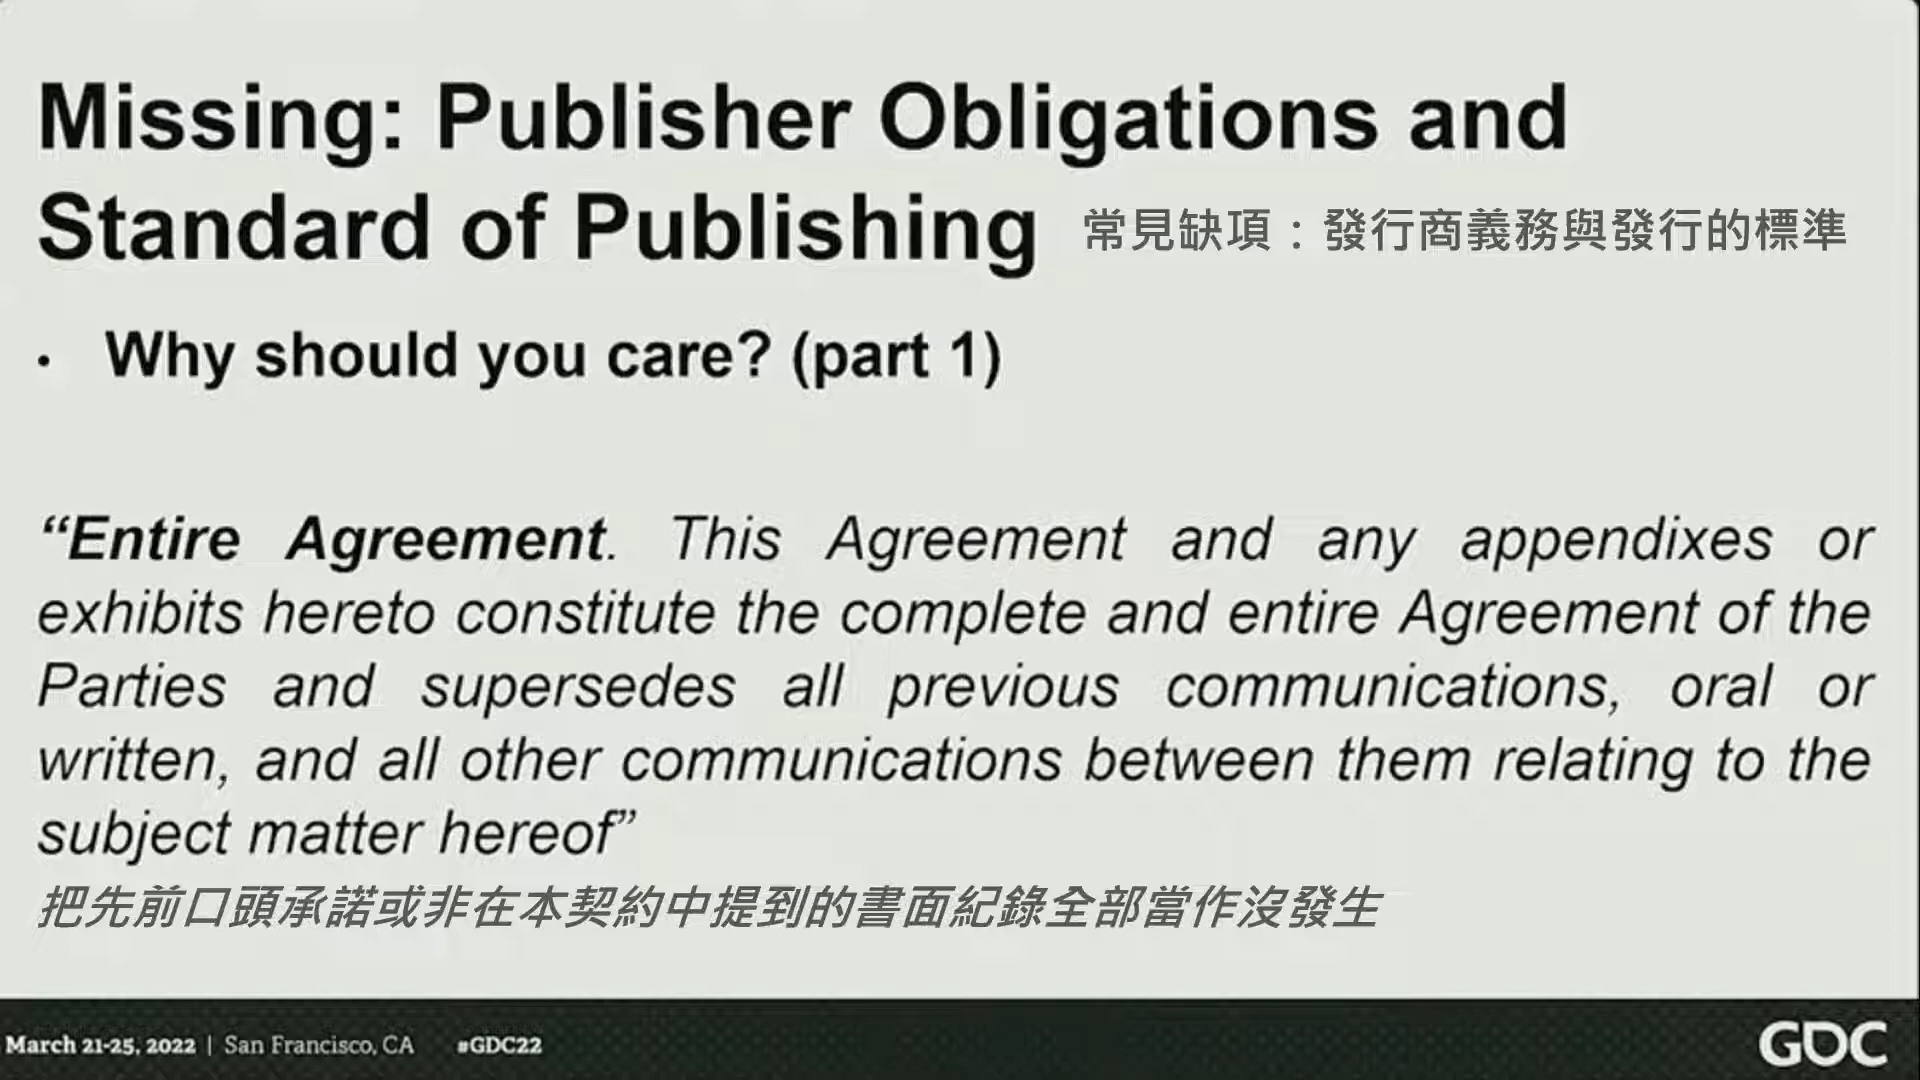 Missing: Publisher Obligations and
Standard of Publishing 常見缺項：發行商義務與發行的標準
• Why should you care? (part 1)
“Entire Agreement. This Agreement and any appendixes or
exhibits hereto constitute the complete and entire Agreement of the
Parties and supersedes all previous communications, oral or
written, and all other communications between them relating to the
subject matter hereof”
把先前口頭承諾或非在本契約中提到的書面紀錄全部當作沒發生
March 21-25, 2022 | San Francisco, CA #GDC22
GDC